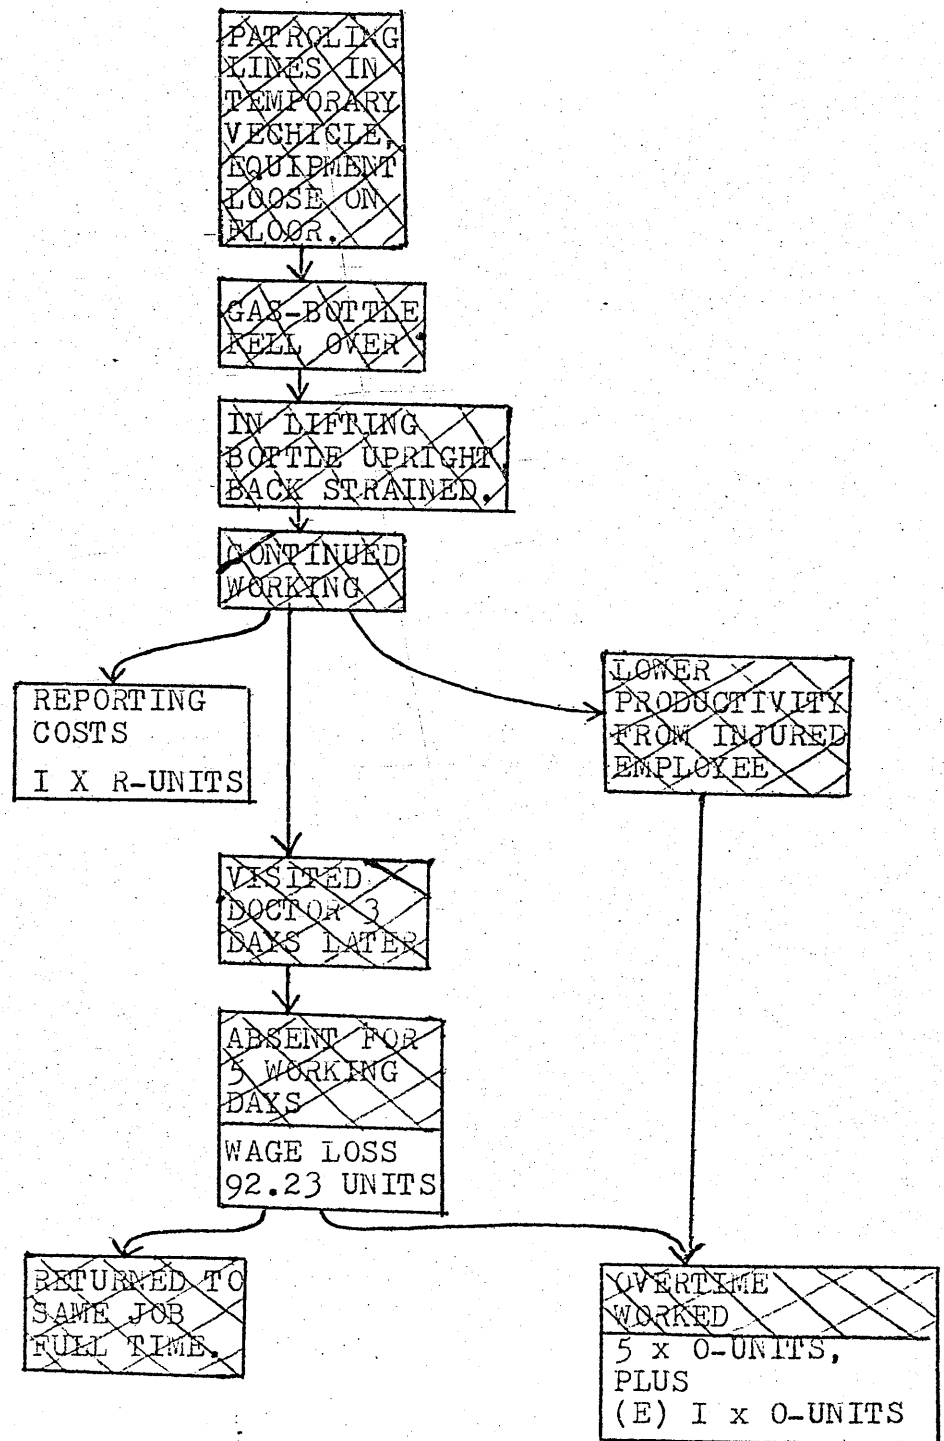 PATROLING
LINES IN
TEMPORARY
VECHICLE,
EQUIPMENT
LOOSE ON
FLOOR.
GAS-BOTTLE
FELL OVER
IN LIFTING
BOTTLE UPRIGHT
BACK STRAINED.
CONTINUED
WORKING
REPORTING
COSTS
I X R-UNITS
LOWER
PRODUCTIVITY
FROM INJURED
EMPLOYEE
VISITED
DOCTOR 3
DAYS LATER
ABSENT FOR
5 WORKING
DAYS
WAGE LOSS
92.23 UNITS
RETURNED TO
SAME JOB
FULL TIME.
OVERTIME
WORKED
5 x O-UNITS,
PLUS
(E) I x O-UNITS